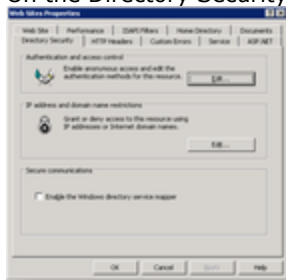 On the Directory Security
Web Sites Properties
Web Site | Performance | ISAPI Filters | Home Directory | Documents
Directory Security | HTTP Headers | Custom Errors | Service | ASP.NET
Authentication and access control
Enable anonymous access and edit the
authentication methods for this resource.
Edit...
IP address and domain name restrictions
Grant or deny access to this resource using
IP addresses or Internet domain names.
Edit...
Secure communications
Enable the Windows directory service mapper
OK Cancel Apply Help